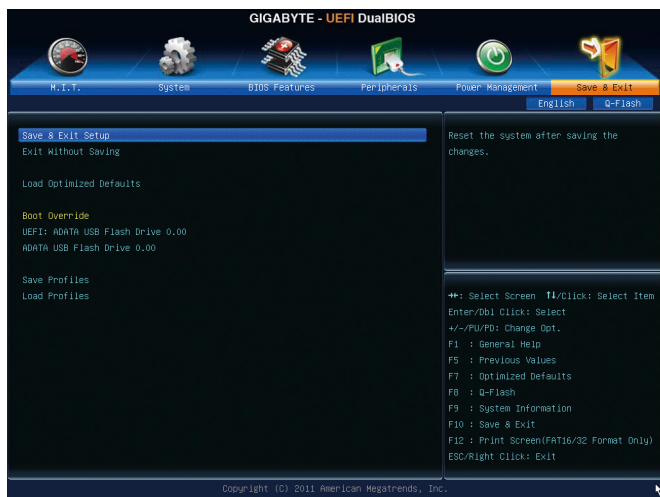 GIGABYTE - UEFI DualBIOS
M.I.T. System BIOS Features Peripherals Power Management Save & Exit
English Q-Flash
Save & Exit Setup
Exit Without Saving
Load Optimized Defaults
Boot Override
UEFI: ADATA USB Flash Drive 0.00
ADATA USB Flash Drive 0.00
Save Profiles
Load Profiles
Reset the system after saving the
changes.
→←: Select Screen ↑↓/Click: Select Item
Enter/Dbl Click: Select
+/-/PU/PD: Change Opt.
F1 : General Help
F5 : Previous Values
F7 : Optimized Defaults
F8 : Q-Flash
F9 : System Information
F10 : Save & Exit
F12 : Print Screen(FAT16/32 Format Only)
ESC/Right Click: Exit
Copyright (C) 2011 American Megatrends, Inc.